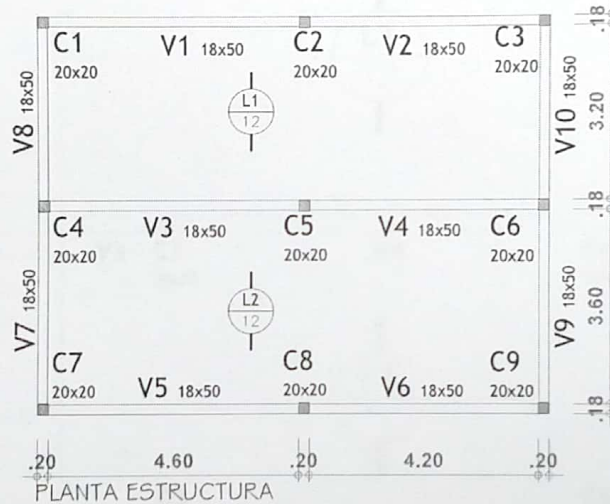 C1 V1 18x50 C2 V2 18x50 C3
20x20 20x20 20x20
L1
12
V8 18x50
V10 18x50
.18
3.20
.18
C4 V3 18x50 C5 V4 18x50 C6
20x20 20x20 20x20
L2
12
V7 18x50
V9 18x50
3.60
.18
C7 C8 C9
20x20 V5 18x50 20x20 V6 18x50 20x20
.20 4.60 .20 4.20 .20
PLANTA ESTRUCTURA